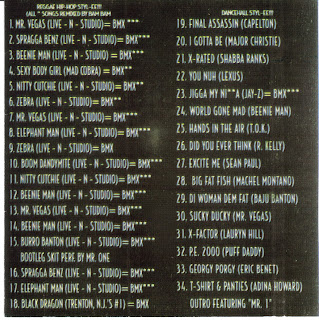 REGGAE HIP-HOP STYL-EE!!!
(ALL * SONGS REMIXED BY BAM BAM)
1. MR. VEGAS (LIVE - N - STUDIO)= BMX***
2. SPRAGGA BENZ (LIVE - N - STUDIO)= BMX***
3. BEENIE MAN (LIVE - N - STUDIO)= BMX***
4. SEXY BODY GIRL (MAD COBRA) = BMX**
5. NITTY CUTCHIE (LIVE - N - STUDIO)= BMX**
6. ZEBRA (LIVE - N - STUDIO)= BMX**
7. MR. VEGAS (LIVE - N - STUDIO)= BMX***
8. ELEPHANT MAN (LIVE - N - STUDIO)= BMX***
9. ZEBRA (LIVE - N - STUDIO)= BMX
10. BOOM DANDYMITE (LIVE - N - STUDIO)= BMX***
11. NITTY CUTCHIE (LIVE - N - STUDIO)= BMX***
12. BEENIE MAN (LIVE - N - STUDIO)= BMX***
13. MR. VEGAS (LIVE - N - STUDIO)= BMX***
14. BEENIE MAN (LIVE - N - STUDIO)= BMX***
15. BURRO BANTON (LIVE - N - STUDIO)= BMX***
BOOTLEG SKIT PERF. BY MR. ONE
16. SPRAGGA BENZ (LIVE - N - STUDIO)= BMX***
17. ELEPHANT MAN (LIVE - N - STUDIO)= BMX***
18. BLACK DRAGON (TRENTON, N.J.'S #1) = BMX
DANCEHALL STYL-EE!!!
19. FINAL ASSASSIN (CAPELTON)
20. I GOTTA BE (MAJOR CHRISTIE)
21. X-RATED (SHABBA RANKS)
22. YOU NUH (LEXUS)
23. JIGGA MY NI**A (JAY-Z)= BMX***
24. WORLD GONE MAD (BEENIE MAN)
25. HANDS IN THE AIR (T.O.K.)
26. DID YOU EVER THINK (R. KELLY)
27. EXCITE ME (SEAN PAUL)
28. BIG FAT FISH (MACHEL MONTANO)
29. DI WOMAN DEM FAT (BAJU BANTON)
30. SUCKY DUCKY (MR. VEGAS)
31. X-FACTOR (LAURYN HILL)
32. P.E. 2000 (PUFF DADDY)
33. GEORGY PORGY (ERIC BENET)
34. T-SHIRT & PANTIES (ADINA HOWARD)
OUTRO FEATURING "MR. 1"